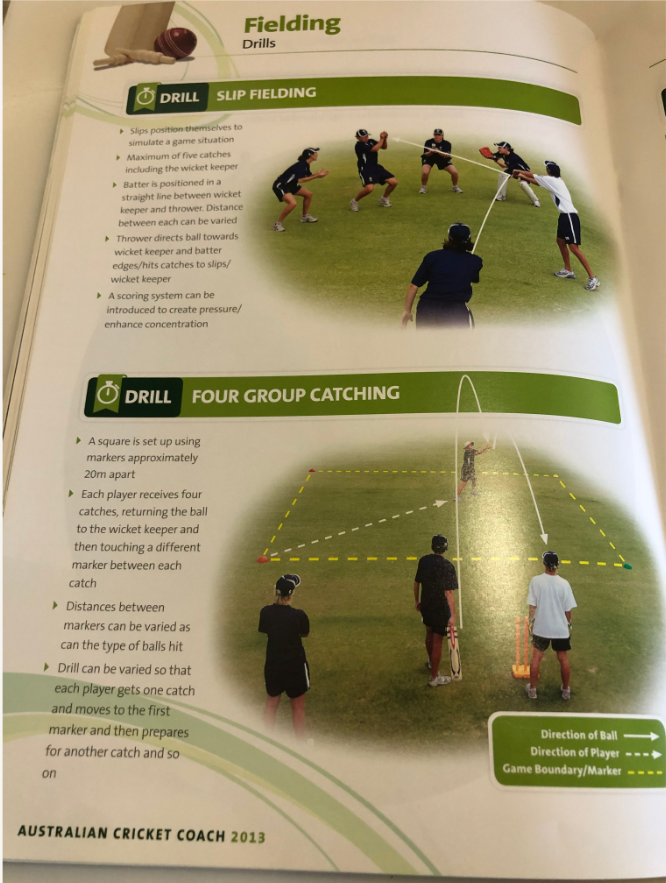 Fielding
Drills
DRILL SLIP FIELDING
Slips position themselves to
simulate a game situation
Maximum of five catches
including the wicket keeper
Batter is positioned in a
straight line between wicket
keeper and thrower. Distance
between each can be varied
Thrower directs ball towards
wicket keeper and batter
edges/hits catches to slips/
wicket keeper
A scoring system can be
introduced to create pressure/
enhance concentration
DRILL FOUR GROUP CATCHING
A square is set up using
markers approximately
20m apart
Each player receives four
catches, returning the ball
to the wicket keeper and
then touching a different
marker between each
catch
Distances between
markers can be varied as
can the type of balls hit
Drill can be varied so that
each player gets one catch
and moves to the first
marker and then prepares
for another catch and so
on
Direction of Ball
Direction of Player
Game Boundary/Marker
AUSTRALIAN CRICKET COACH 2013